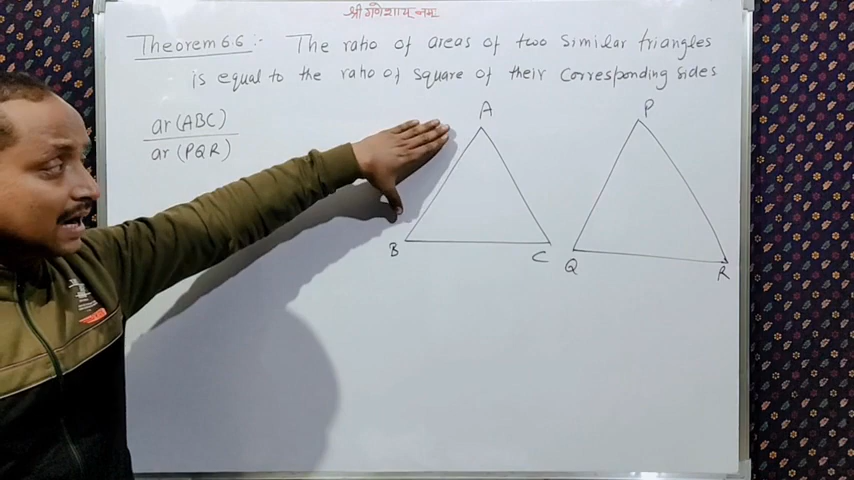 श्री गणेशाय नमः
Theorem 6.6 :- The ratio of areas of two similar triangles
is equal to the ratio of square of their corresponding sides
ar (ABC)
ar (PQR)
A
P
B
C
Q
R